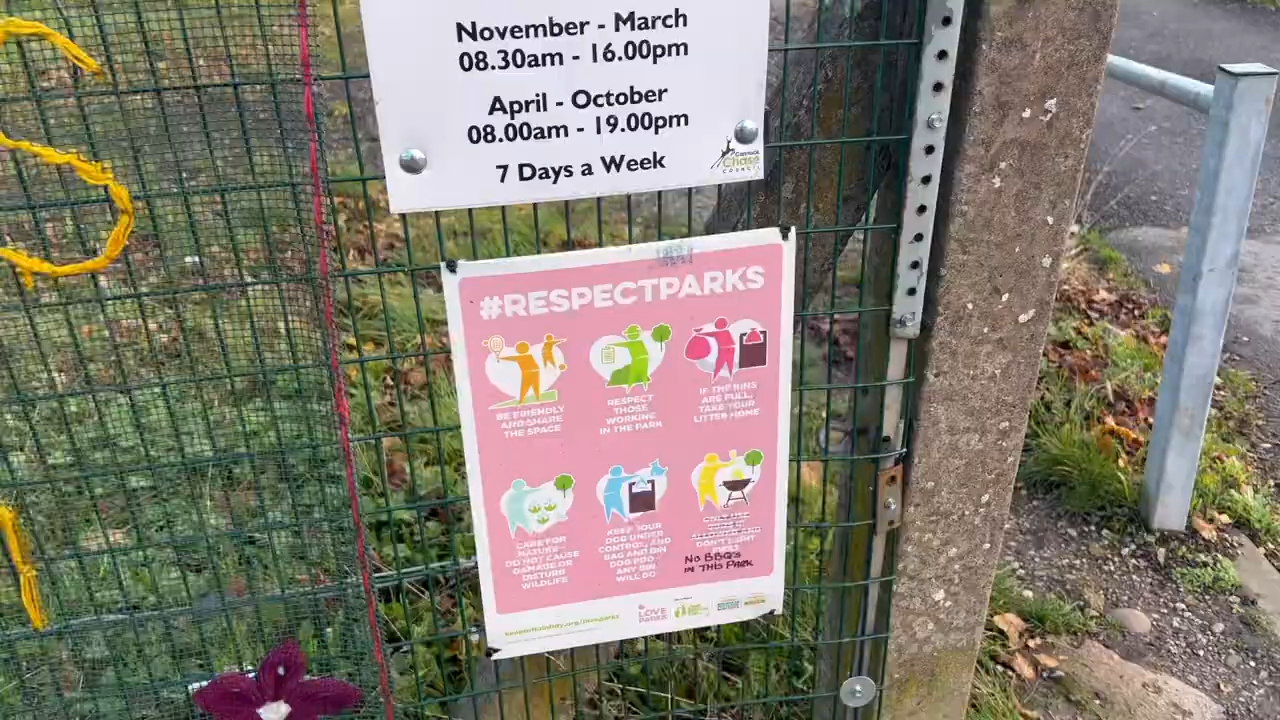 November - March
08.30am - 16.00pm
April - October
08.00am - 19.00pm
7 Days a Week
Cannock
Chase
COUNCIL
#RESPECTPARKS
BE FRIENDLY
AND SHARE
THE SPACE
RESPECT
THOSE
WORKING
IN THE PARK
IF THE BINS
ARE FULL,
TAKE YOUR
LITTER HOME
CARE FOR
NATURE -
DO NOT CAUSE
DAMAGE OR
DISTURB
WILDLIFE
KEEP YOUR
DOG UNDER
CONTROL AND
BAG AND BIN
DOG POO -
ANY BIN
WILL DO
DON'T LIGHT
FIRES
NO BBQ'S
IN THIS PARK
LOVE
PARKS